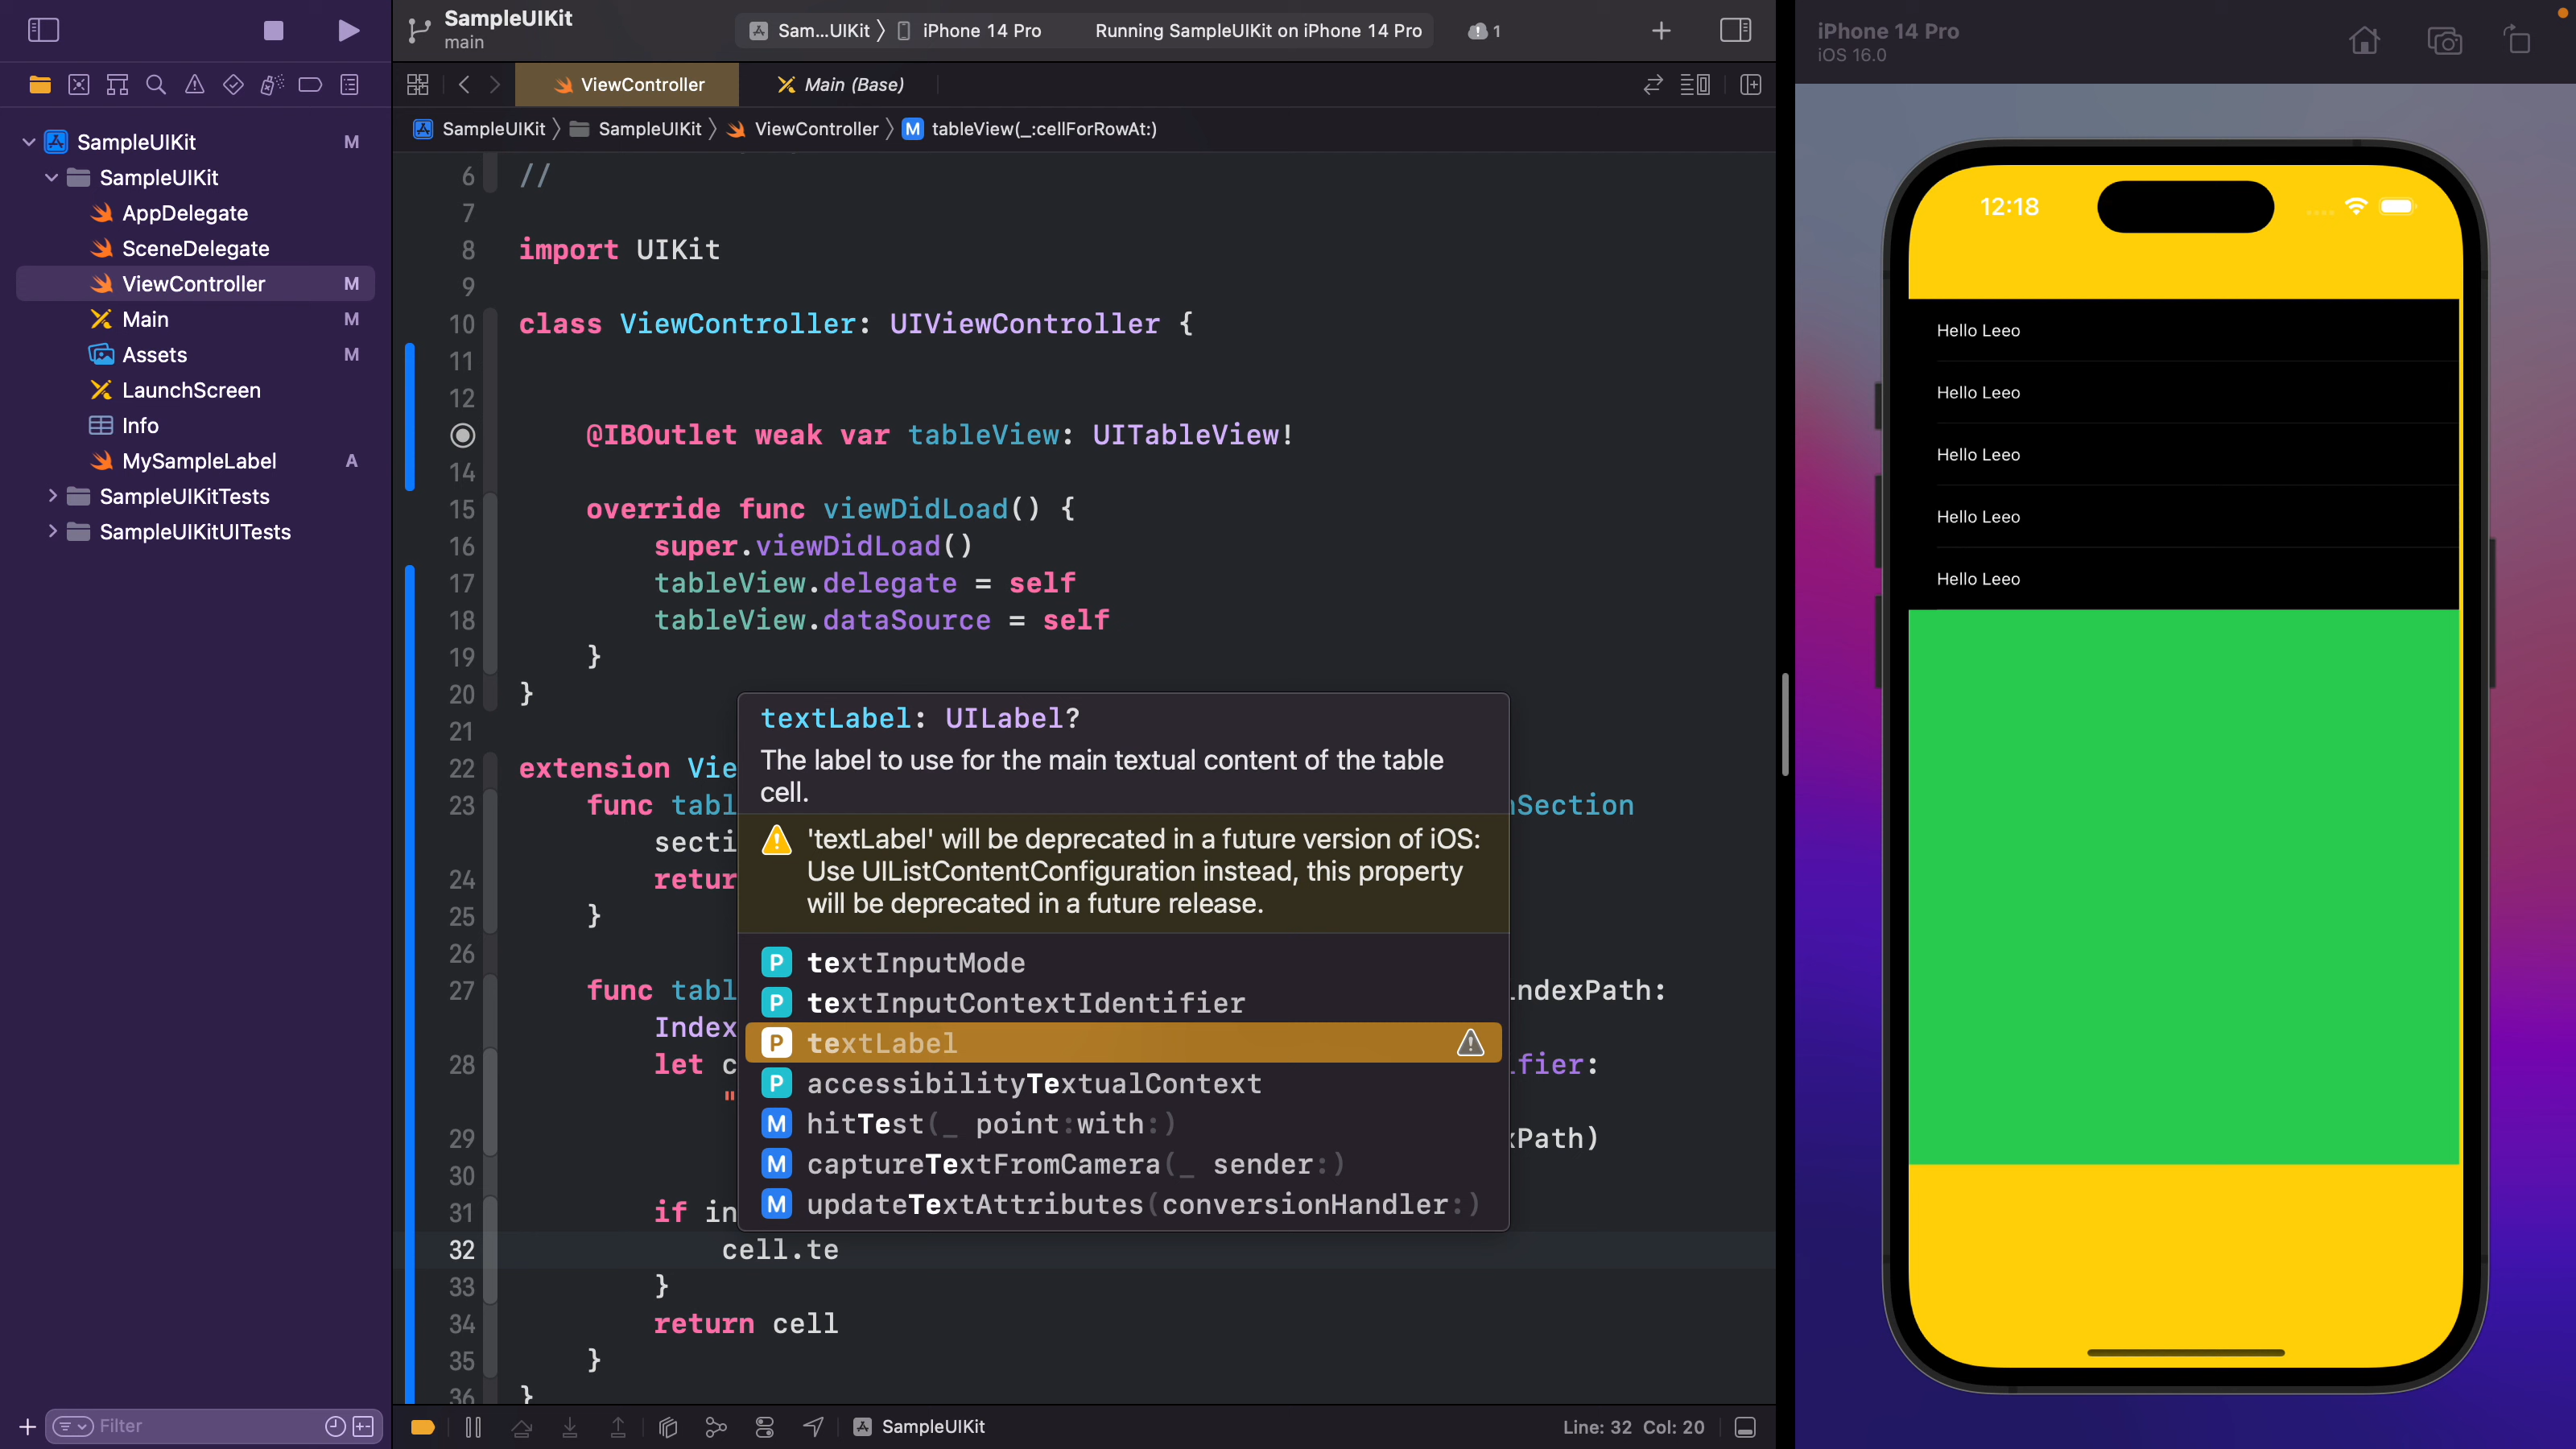 SampleUIKit
main
Sam...UIKit
iPhone 14 Pro
Running SampleUIKit on iPhone 14 Pro
1
ViewController
Main (Base)
SampleUIKit
SampleUIKit
ViewController
M
tableView(_:cellForRowAt:)
SampleUIKit M
SampleUIKit
AppDelegate
SceneDelegate
ViewController M
Main M
Assets M
LaunchScreen
Info
MySampleLabel A
SampleUIKitTests
SampleUIKitUITests
Filter
6 //
7
8 import UIKit
9
10 class ViewController: UIViewController {
11
12
@IBOutlet weak var tableView: UITableView!
14
15 override func viewDidLoad() {
16 super.viewDidLoad()
17 tableView.delegate = self
18 tableView.dataSource = self
19 }
20 }
21
22 extension Vie
23 func tabl Section
secti
24 retur
25 }
26
27 func tabl ndexPath:
Index
28 let c fier:
"
29 Path)
30
31 if in
32 cell.te
33 }
34 return cell
35 }
36 }
textLabel: UILabel?
The label to use for the main textual content of the table
cell.
'textLabel' will be deprecated in a future version of iOS:
Use UIListContentConfiguration instead, this property
will be deprecated in a future release.
P textInputMode
P textInputContextIdentifier
P textLabel
P accessibilityTextualContext
M hitTest(_ point:with:)
M captureTextFromCamera(_ sender:)
M updateTextAttributes(conversionHandler:)
SampleUIKit
Line: 32 Col: 20
iPhone 14 Pro
iOS 16.0
12:18
Hello Leeo
Hello Leeo
Hello Leeo
Hello Leeo
Hello Leeo